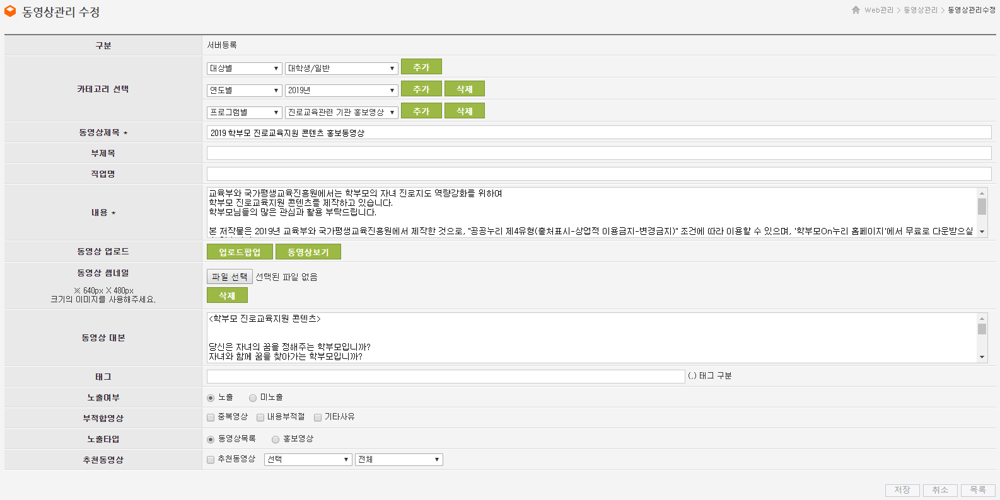 동영상관리 수정
Web관리 > 동영상관리 > 동영상관리수정
구분
서버등록
카테고리 선택
대상별 대학생/일반 추가
연도별 2019년 추가 삭제
프로그램별 진로교육관련 기관 홍보영상 추가 삭제
동영상제목 *
2019 학부모 진로교육지원 콘텐츠 홍보동영상
부제목
직업명
내용 *
교육부와 국가평생교육진흥원에서는 학부모의 자녀 진로지도 역량강화를 위하여
학부모 진로교육지원 콘텐츠를 제작하고 있습니다.
학부모님들의 많은 관심과 활용 부탁드립니다.
본 저작물은 2019년 교육부와 국가평생교육진흥원에서 제작한 것으로, "공공누리 제4유형(출처표시-상업적 이용금지-변경금지)" 조건에 따라 이용할 수 있으며, '학부모On누리 홈페이지'에서 무료로 다운받으실
동영상 업로드
업로드팝업 동영상보기
동영상 썸네일
※ 640px X 480px
크기의 이미지를 사용해주세요.
파일 선택 선택된 파일 없음
삭제
동영상 대본
<학부모 진로교육지원 콘텐츠>
당신은 자녀의 꿈을 정해주는 학부모입니까?
자녀와 함께 꿈을 찾아가는 학부모입니까?
태그
(,) 태그 구분
노출여부
노출 미노출
부적합영상
중복영상 내용부적절 기타사유
노출타입
동영상목록 홍보영상
추천동영상
추천동영상 선택 전체
저장 취소 목록